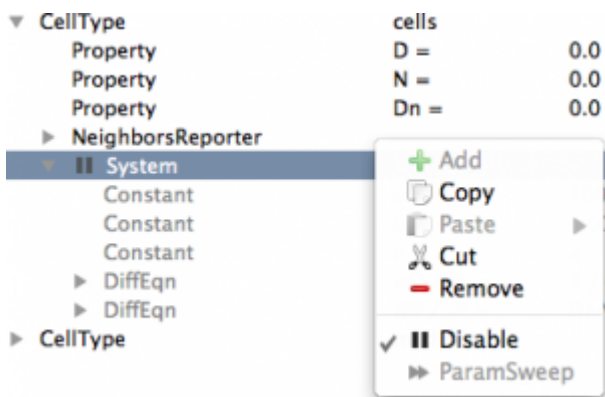 CellType cells
Property D = 0.0
Property N = 0.0
Property Dn = 0.0
NeighborsReporter
System
Add
Constant
Copy
Constant
Paste
Constant
Cut
DiffEqn
Remove
DiffEqn
CellType
Disable
ParamSweep